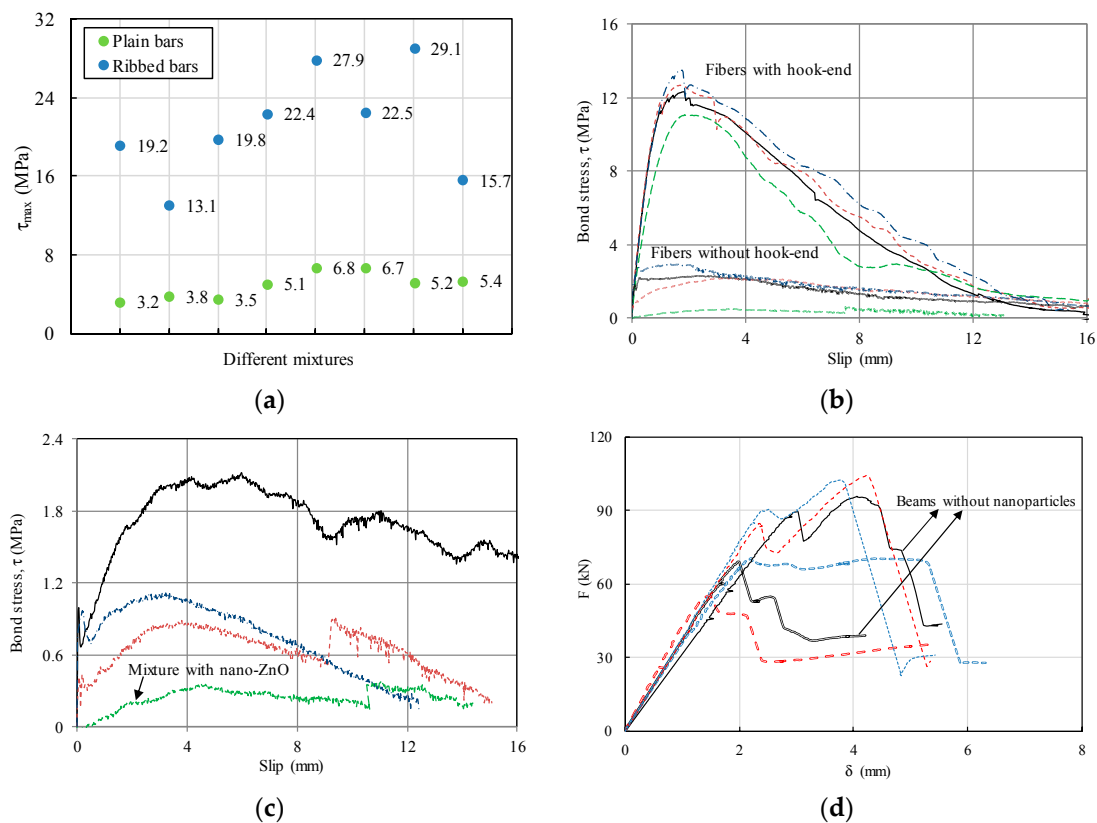 32
24
16
8
0
τmax (MPa)
Plain bars
Ribbed bars
19.2
13.1
19.8
22.4
27.9
22.5
29.1
15.7
3.2
3.8
3.5
5.1
6.8
6.7
5.2
5.4
Different mixtures
(a)
16
12
8
4
0
Bond stress, τ (MPa)
Fibers with hook-end
Fibers without hook-end
0 4 8 12 16
Slip (mm)
(b)
2.4
1.8
1.2
0.6
0
Bond stress, τ (MPa)
Mixture with nano-ZnO
0 4 8 12 16
Slip (mm)
(c)
120
90
60
30
0
F (kN)
Beams without nanoparticles
0 2 4 6 8
δ (mm)
(d)